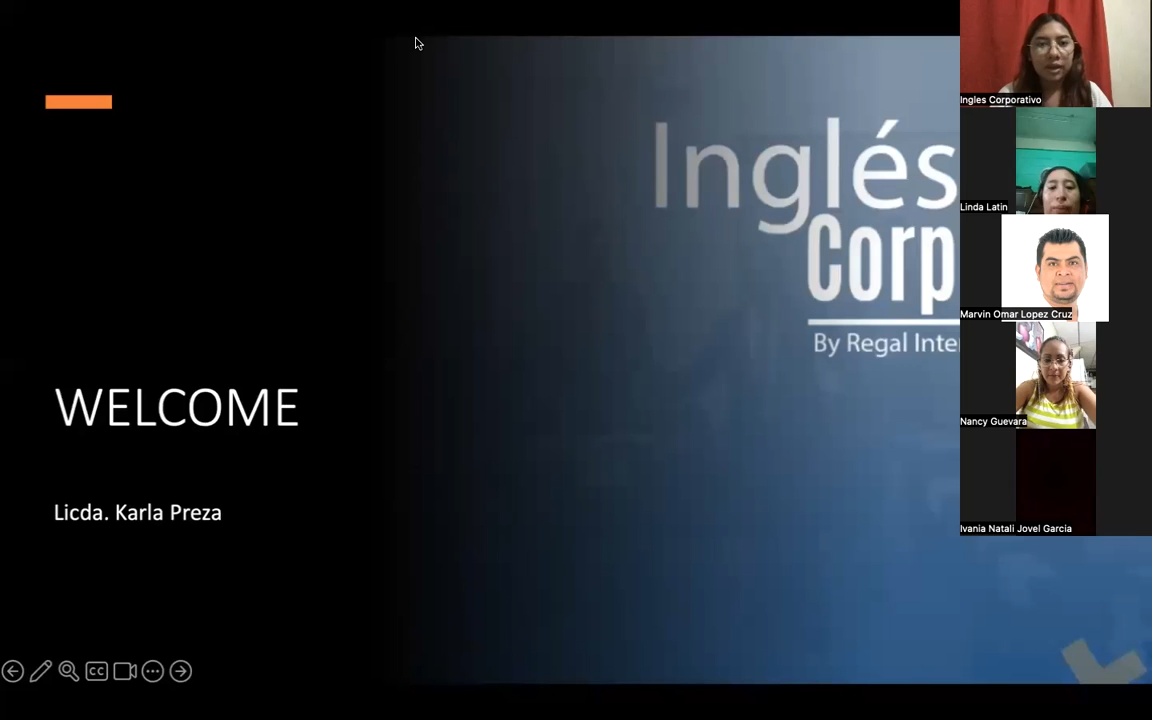 Inglés
Corp
By Regal Inte
WELCOME
Licda. Karla Preza
CC
Ingles Corporativo
Linda Latin
Marvin Omar Lopez Cruz
Nancy Guevara
Ivania Natali Jovel Garcia